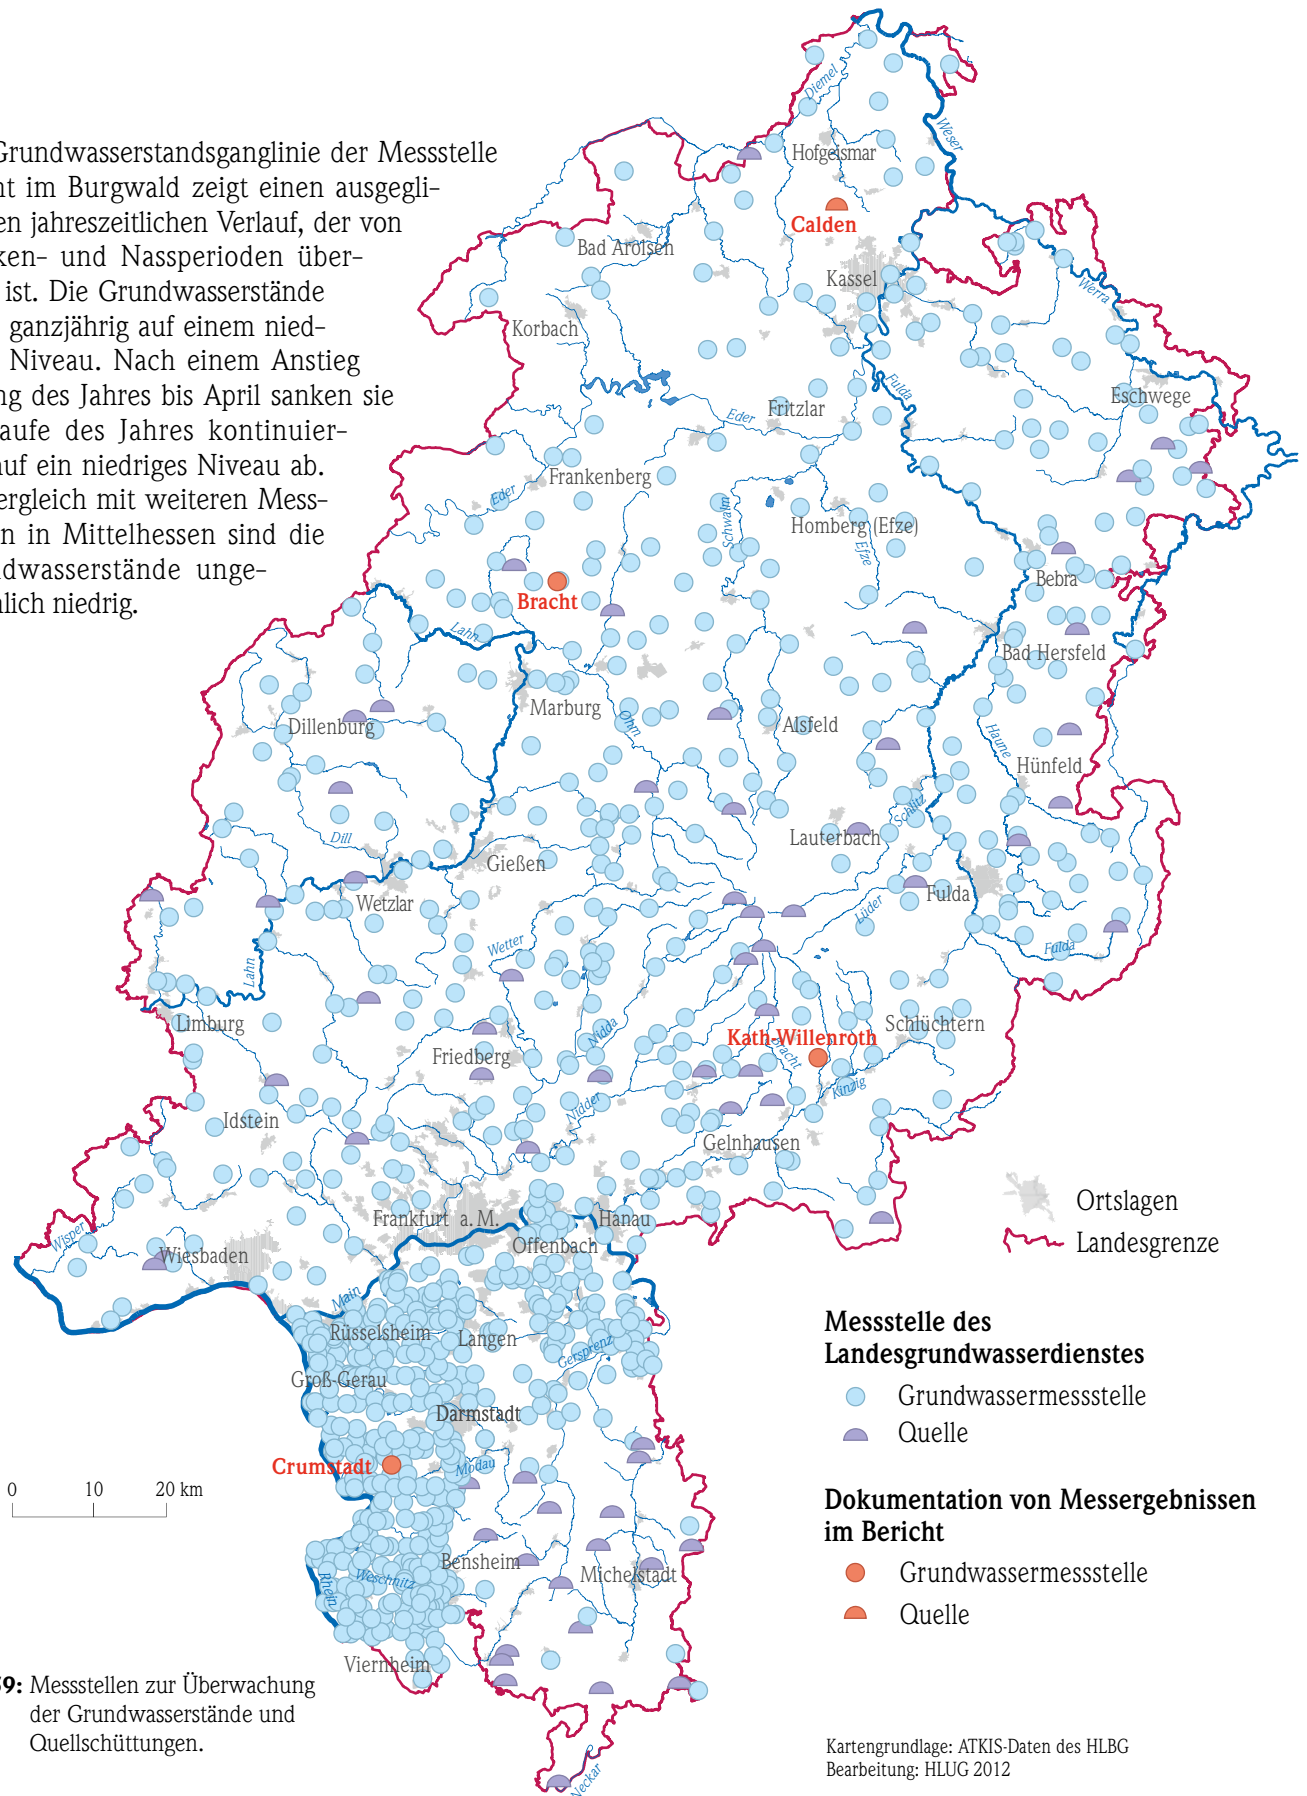 Grundwasserstandsganglinie der Messstelle
nt im Burgwald zeigt einen ausgegli-
en jahreszeitlichen Verlauf, der von
ken- und Nassperioden über-
ist. Die Grundwasserstände
ganzjährig auf einem nied-
Niveau. Nach einem Anstieg
ng des Jahres bis April sanken sie
aufe des Jahres kontinuier-
auf ein niedriges Niveau ab.
ergleich mit weiteren Mess-
n in Mittelhessen sind die
ndwasserstände unge-
nlich niedrig.
Diemel
Weser
Hofgeismar
Calden
Bad Arolsen
Kassel
Werra
Korbach
Fulda
Eschwege
Eder
Fritzlar
Frankenberg
Eder
Schwalm
Homberg (Efze)
Efze
Bebra
Bracht
Lahn
Bad Hersfeld
Marburg
Ohm
Dillenburg
Alsfeld
Haune
Hünfeld
Schlitz
Dill
Lauterbach
Gießen
Wetzlar
Fulda
Lüder
Wetter
Fulda
Lahn
Limburg
Nidda
Schlüchtern
Kath-Willenroth
Bracht
Friedberg
Kinzig
Nidder
Idstein
Gelnhausen
Wisper
Frankfurt a. M.
Hanau
Wiesbaden
Offenbach
Main
Rüsselsheim
Langen
Gersprenz
Groß-Gerau
Darmstadt
Crumstadt
Modau
Bensheim
Michelstadt
Weschnitz
Rhein
Viernheim
Neckar
Ortslagen
Landesgrenze
Messstelle des
Landesgrundwasserdienstes
Grundwassermessstelle
Quelle
Dokumentation von Messergebnissen
im Bericht
Grundwassermessstelle
Quelle
0 10 20 km
59: Messstellen zur Überwachung
der Grundwasserstände und
Quellschüttungen.
Kartengrundlage: ATKIS-Daten des HLBG
Bearbeitung: HLUG 2012